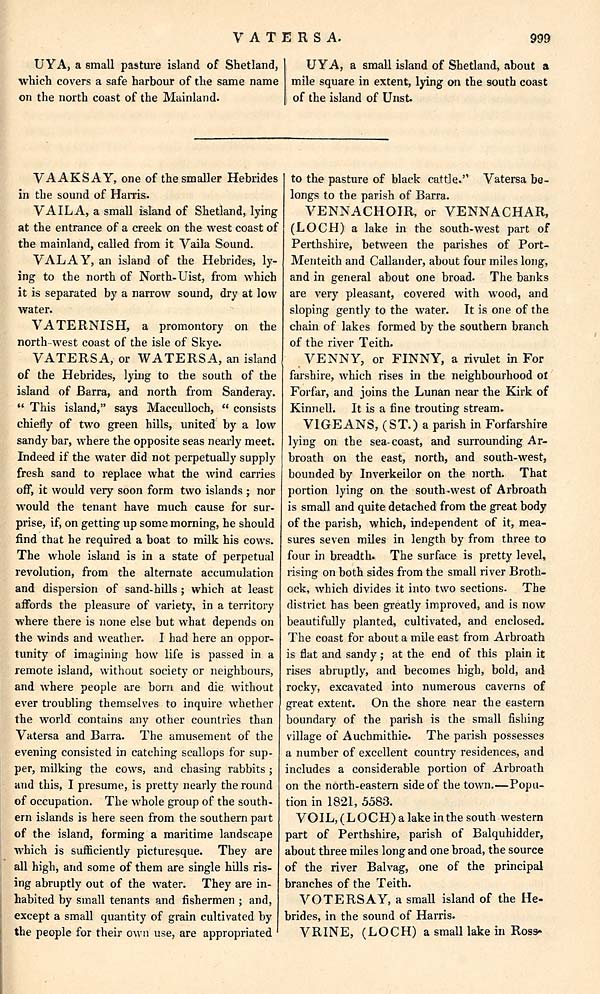 VATERSA.
999
UYA, a small pasture island of Shetland,
which covers a safe harbour of the same name
on the north coast of the Mainland.
UYA, a small island of Shetland, about a
mile square in extent, lying on the south coast
of the island of Unst.
VAAKSAY, one of the smaller Hebrides
in the sound of Harris.
VAILA, a small island of Shetland, lying
at the entrance of a creek on the west coast of
the mainland, called from it Vaila Sound.
VALAY, an island of the Hebrides, ly-
ing to the north of North-Uist, from which
it is separated by a narrow sound, dry at low
water.
VATERNISH, a promontory on the
north-west coast of the isle of Skye.
VATERSA, or WATERSA, an island
of the Hebrides, lying to the south of the
island of Barra, and north from Sanderay.
“ This island,” says Macculloch, “ consists
chiefly of two green hills, united by a low
sandy bar, where the opposite seas nearly meet.
Indeed if the water did not perpetually supply
fresh sand to replace what the wind carries
off, it would very soon form two islands ; nor
would the tenant have much cause for sur-
prise, if, on getting up some morning, he should
find that he required a boat to milk his cows.
The whole island is in a state of perpetual
revolution, from the alternate accumulation
and dispersion of sand-hills ; which at least
affords the pleasure of variety, in a territory
where there is none else but what depends on
the winds and weather. I had here an oppor-
tunity of imagining how life is passed in a
remote island, without society or neighbours,
and where people are born and die without
ever troubling themselves to inquire whether
the world contains any other countries than
Vatersa and Barra. The amusement of the
evening consisted in catching scallops for sup-
per, milking the cows, and chasing rabbits ;
and this, I presume, is pretty nearly the round
of occupation. The whole group of the south-
ern islands is here seen from the southern part
of the island, forming a maritime landscape
which is sufficiently picturesque. They are
all high, and some of them are single hills ris-
ing abruptly out of the water. They are in-
habited by small tenants and fishermen ; and,
except a small quantity of grain cultivated by
the people for their own use, are appropriated
to the pasture of black cattle.” Vatersa be-
longs to the parish of Barra.
VENNACHOIR, or VENNACHAR,
(LOCH) a lake in the south-west part of
Perthshire, between the parishes of Port-
Menteith and Callander, about four miles long,
and in general about one broad. The banks
are very pleasant, covered with wood, and
sloping gently to the water. It is one of the
chain of lakes formed by the southern branch
of the river Teith.
VENNY, or FINNY, a rivulet in For
farshire, which rises in the neighbourhood of
Forfar, and joins the Lunan near the Kirk of
Kinnell. It is a fine trouting stream.
VIGEANS, (ST.) a parish in Forfarshire
lying on the sea-coast, and surrounding Ar-
broath on the east, north, and south-west,
bounded by Inverkeilor on the north. That
portion lying on the south-west of Arbroath
is small and quite detached from the great body
of the parish, which, independent of it, mea-
sures seven miles in length by from three to
four in breadth. The surface is pretty level,
rising on both sides from the small river Broth-
ock, which divides it into two sections. The
district has been greatly improved, and is now
beautifully planted, cultivated, and enclosed.
The coast for about a mile east from Arbroath
is flat and sandy ; at the end of this plain it
rises abruptly, and becomes high, bold, and
rocky, excavated into numerous caverns of
great extent. On the shore near the eastern
boundary of the parish is the small fishing
village of Auchmithie. The parish possesses
a number of excellent country residences, and
includes a considerable portion of Arbroath
on the north-eastern side of the town.—Popu-
tion in 1821, 5583.
VOIL, (LOCH) a lake in the south western
part of Perthshire, parish of Balquhidder,
about three miles long and one broad, the source
of the river Balvag, one of the principal
branches of the Teith.
VOTERSAY, a small island of the He-
brides, in the sound of Harris.
VRINE, (LOCH) a small lake in Ross-